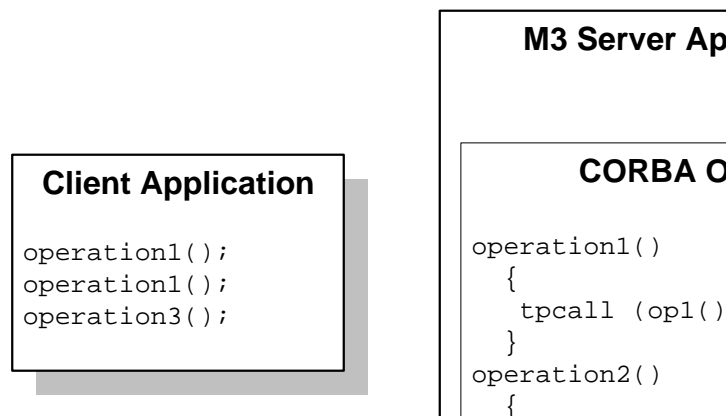 M3 Server Ap
Client Application
operation1();
operation1();
operation3();
CORBA O
operation1()
{
tpcall (op1()
}
operation2()
{